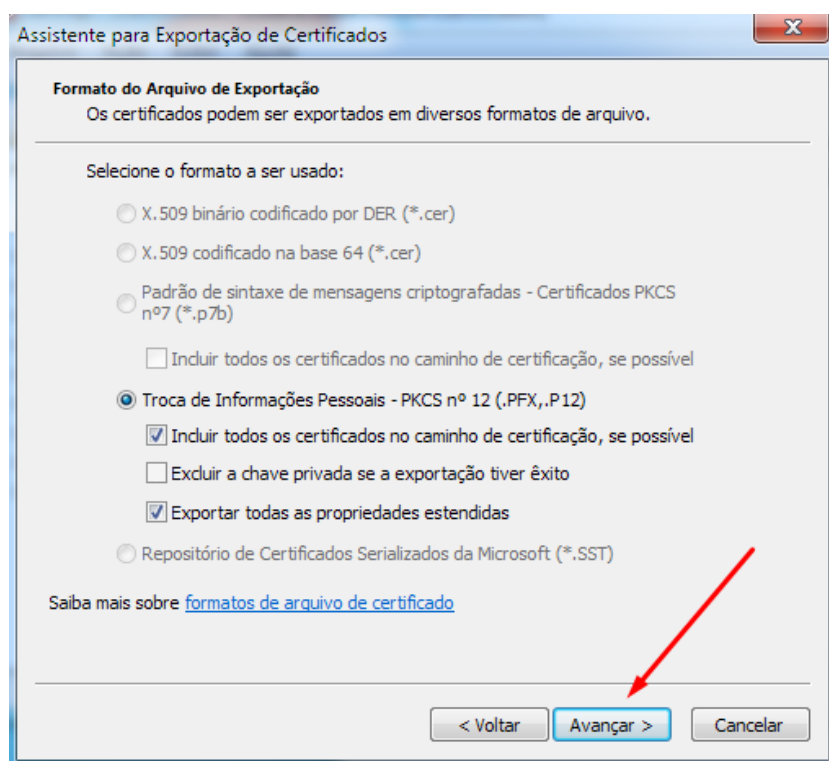 Assistente para Exportação de Certificados
X
Formato do Arquivo de Exportação
Os certificados podem ser exportados em diversos formatos de arquivo.
Selecione o formato a ser usado:
X.509 binário codificado por DER (*.cer)
X.509 codificado na base 64 (*.cer)
Padrão de sintaxe de mensagens criptografadas - Certificados PKCS
nº7 (*.p7b)
Incluir todos os certificados no caminho de certificação, se possível
Troca de Informações Pessoais - PKCS nº 12 (.PFX,.P12)
Incluir todos os certificados no caminho de certificação, se possível
Excluir a chave privada se a exportação tiver êxito
Exportar todas as propriedades estendidas
Repositório de Certificados Serializados da Microsoft (*.SST)
Saiba mais sobre formatos de arquivo de certificado
< Voltar Avançar > Cancelar